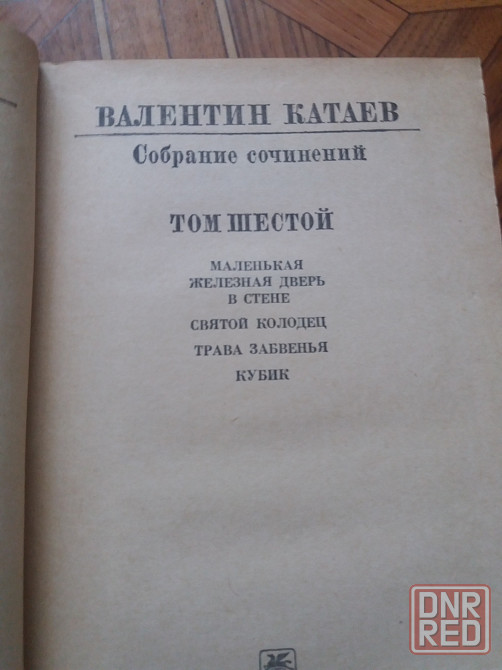 ВАЛЕНТИН КАТАЕВ
Собрание сочинений
ТОМ ШЕСТОЙ
МАЛЕНЬКАЯ
ЖЕЛЕЗНАЯ ДВЕРЬ
В СТЕНЕ
СВЯТОЙ КОЛОДЕЦ
ТРАВА ЗАБВЕНЬЯ
КУБИК
DNR
RED